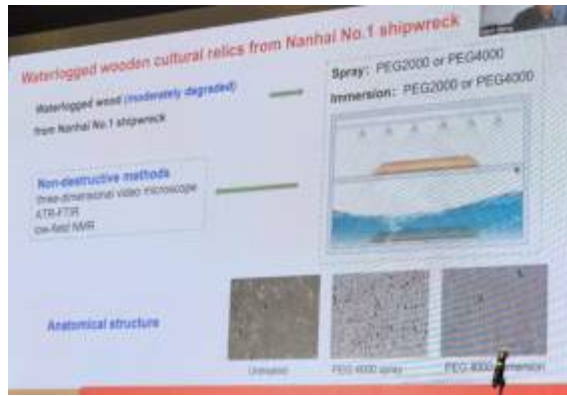 Waterlogged wooden cultural relics from Nanhai No.1 shipwreck
Waterlogged wood (moderately degraded)
from Nanhai No.1 shipwreck
Spray: PEG2000 or PEG4000
Immersion: PEG2000 or PEG4000
Non-destructive methods
three-dimensional video microscope
ATR-FTIR
low-field NMR
Anatomical structure
Untreated
PEG 4000 spray
PEG 4000 immersion